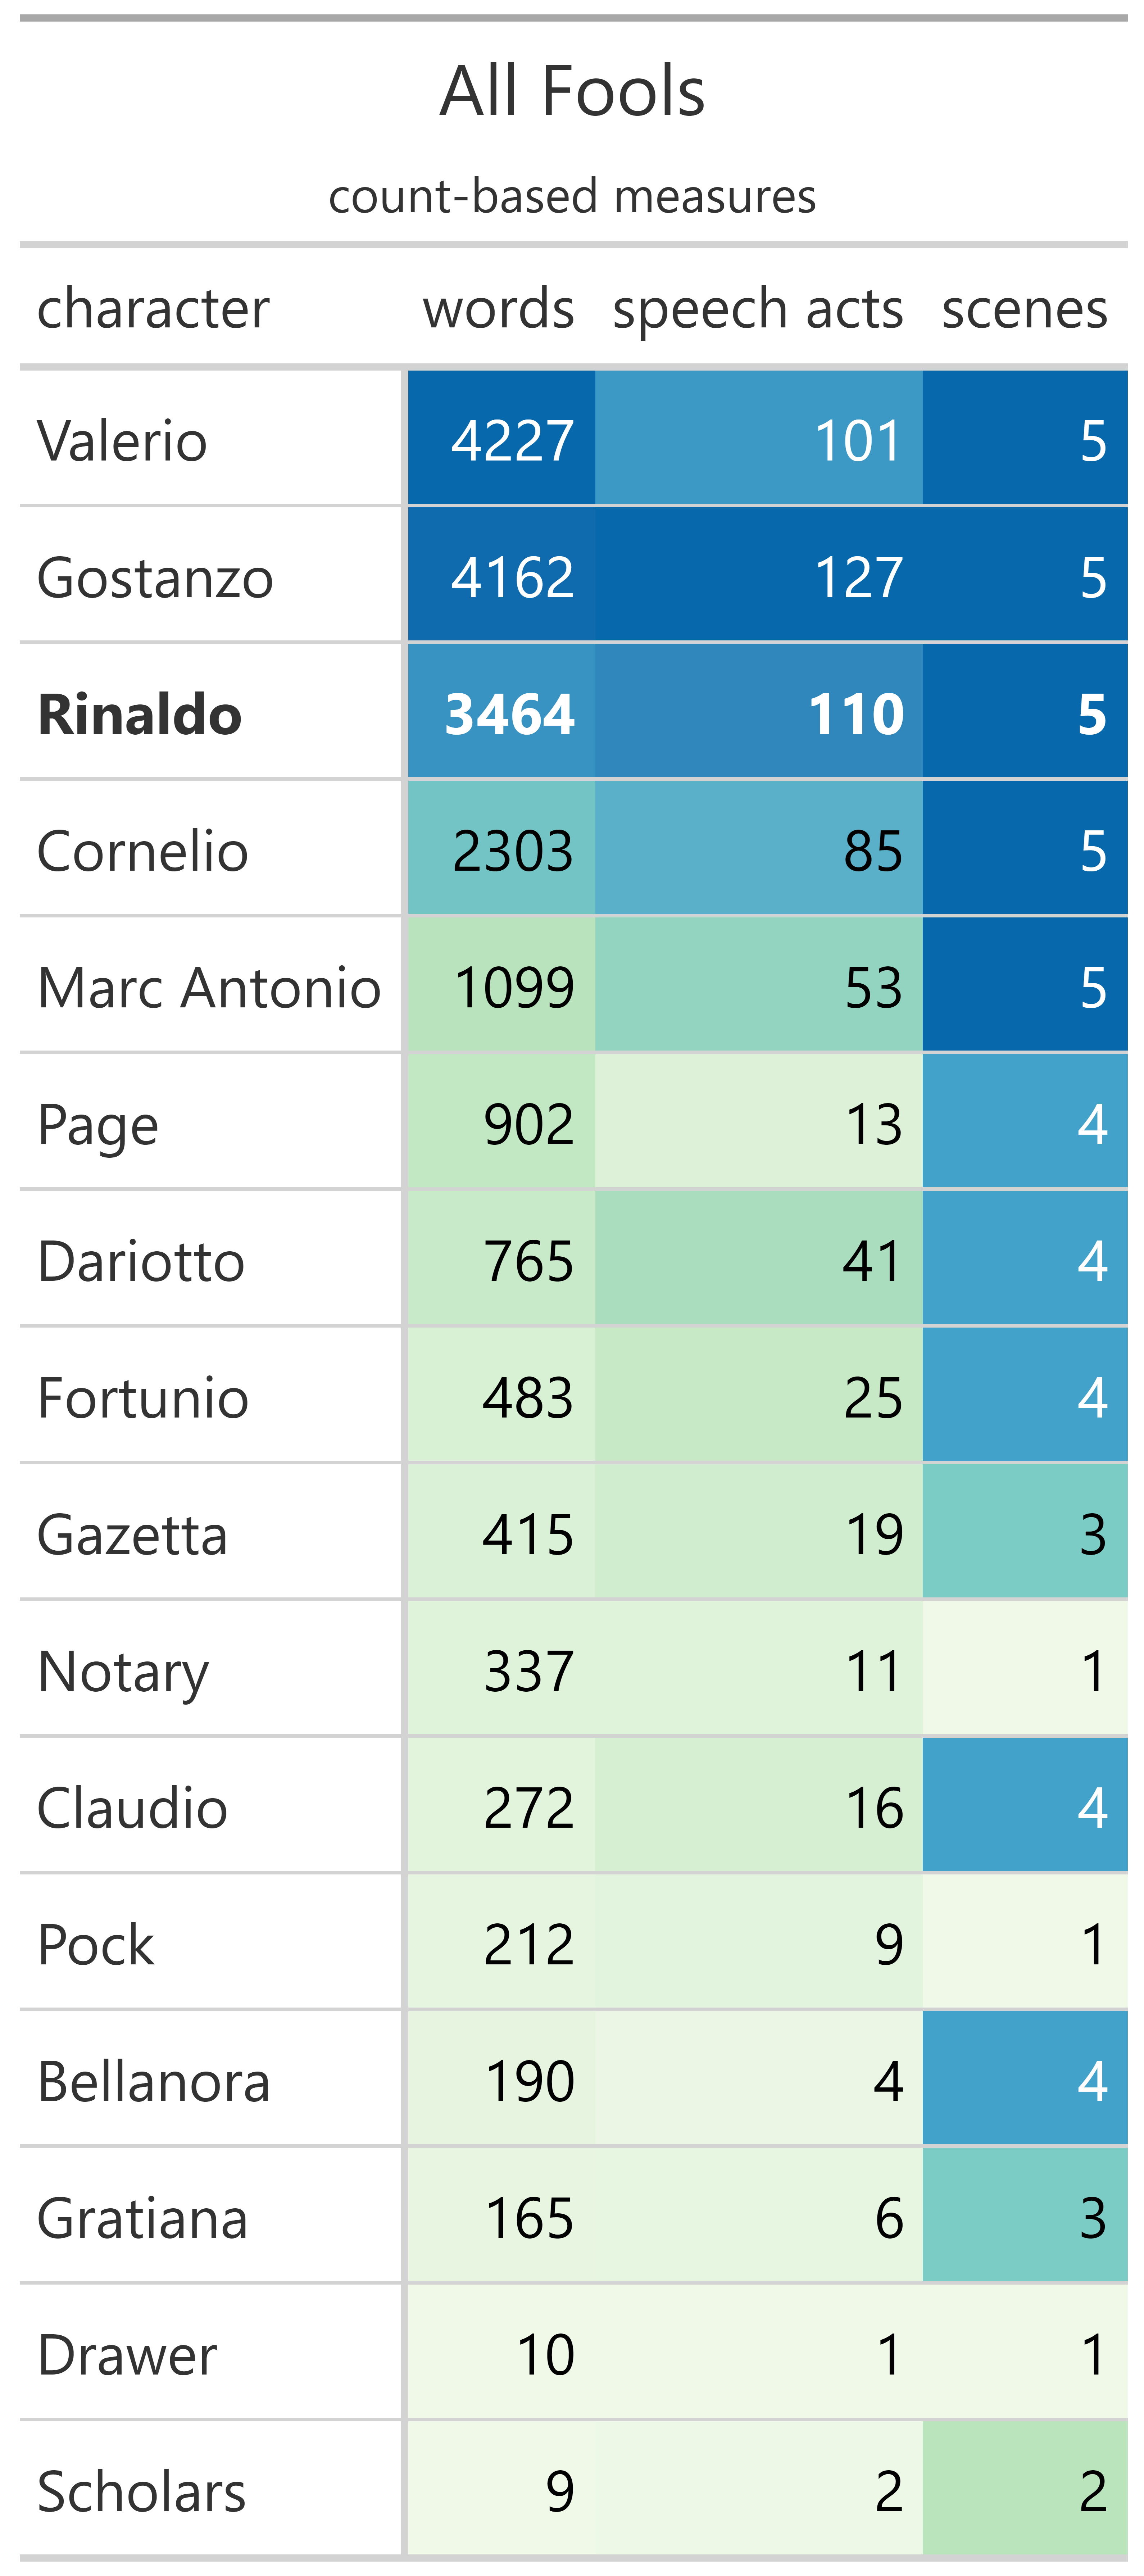 All Fools
count-based measures
character words speech acts scenes
Valerio 4227 101 5
Gostanzo 4162 127 5
Rinaldo 3464 110 5
Cornelio 2303 85 5
Marc Antonio 1099 53 5
Page 902 13 4
Dariotto 765 41 4
Fortunio 483 25 4
Gazetta 415 19 3
Notary 337 11 1
Claudio 272 16 4
Pock 212 9 1
Bellanora 190 4 4
Gratiana 165 6 3
Drawer 10 1 1
Scholars 9 2 2